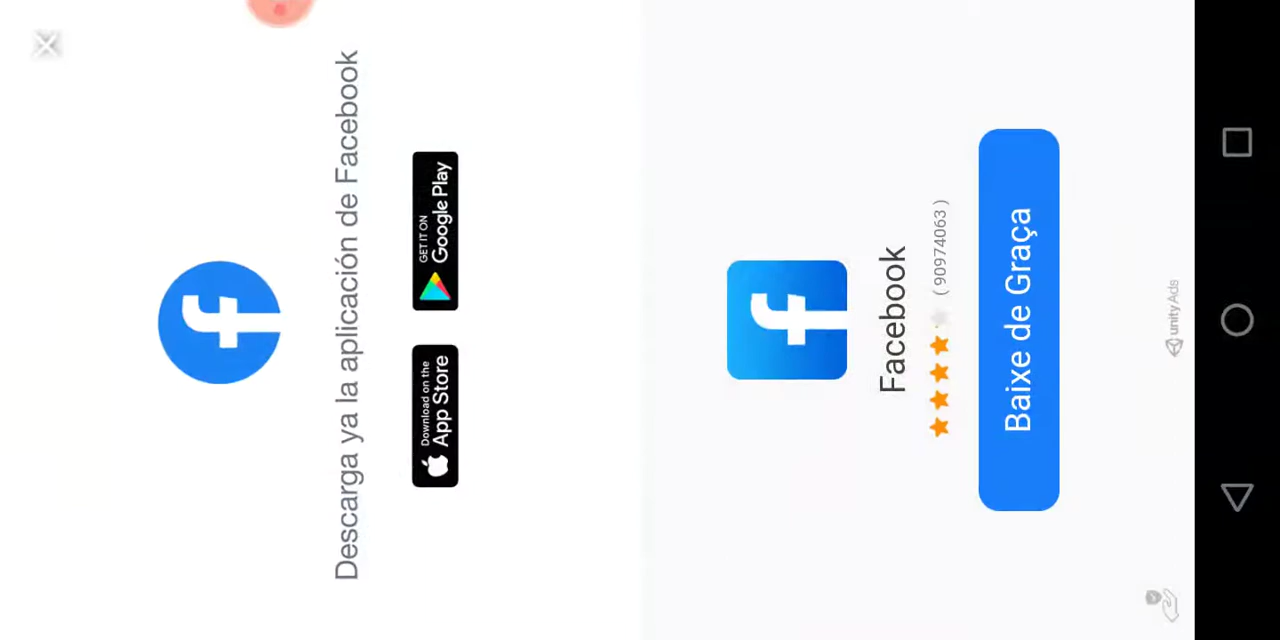 Descarga ya la aplicación de Facebook
Download on the
App Store
GET IT ON
Google Play
Facebook
( 90974063 )
Baixe de Graça
unity Ads